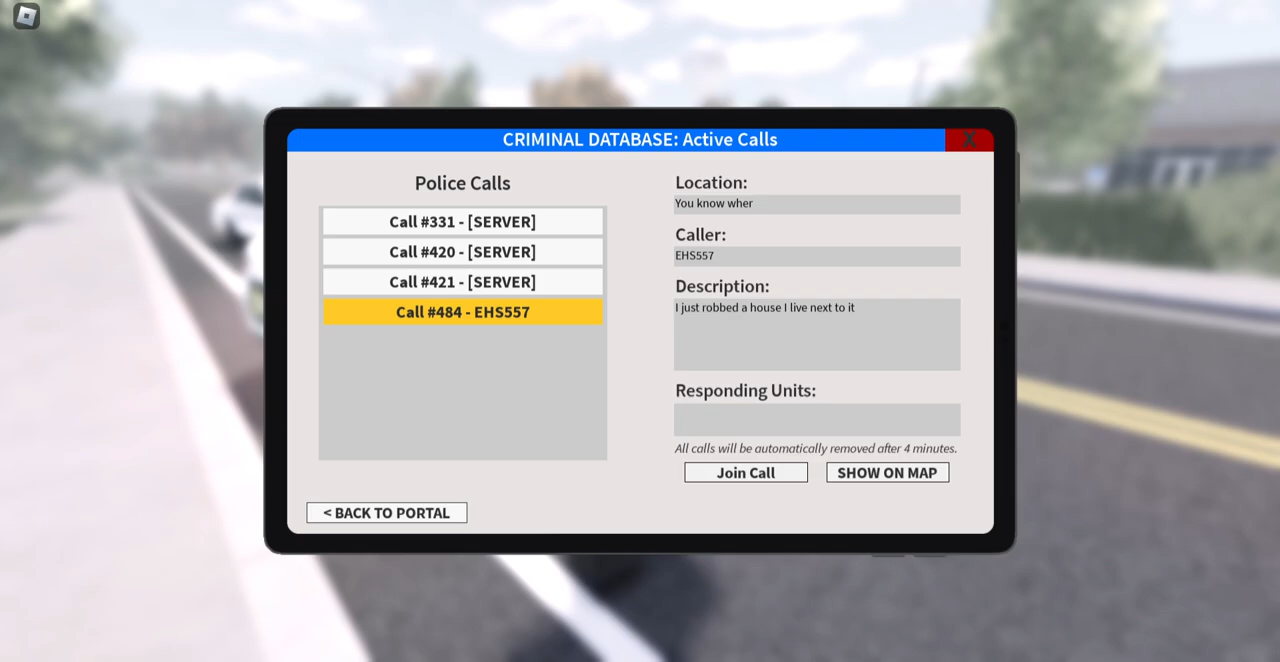 CRIMINAL DATABASE: Active Calls
X
Police Calls
Call #331 - [SERVER]
Call #420 - [SERVER]
Call #421 - [SERVER]
Call #484 - EHS557
< BACK TO PORTAL
Location:
You know wher
Caller:
EHS557
Description:
I just robbed a house I live next to it
Responding Units:
All calls will be automatically removed after 4 minutes.
Join Call
SHOW ON MAP